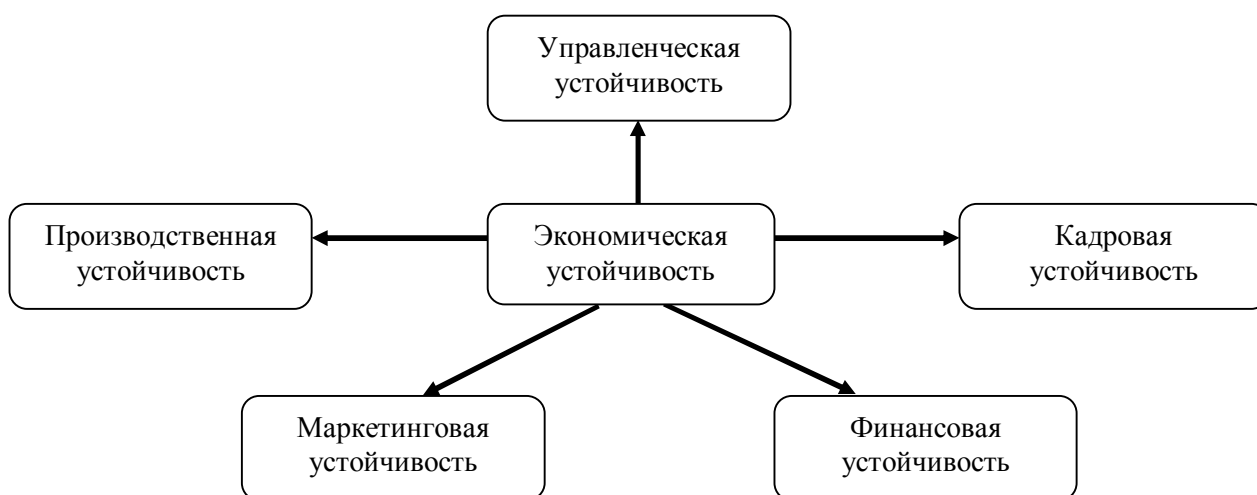 Управленческая
устойчивость
Производственная
устойчивость
Экономическая
устойчивость
Кадровая
устойчивость
Маркетинговая
устойчивость
Финансовая
устойчивость